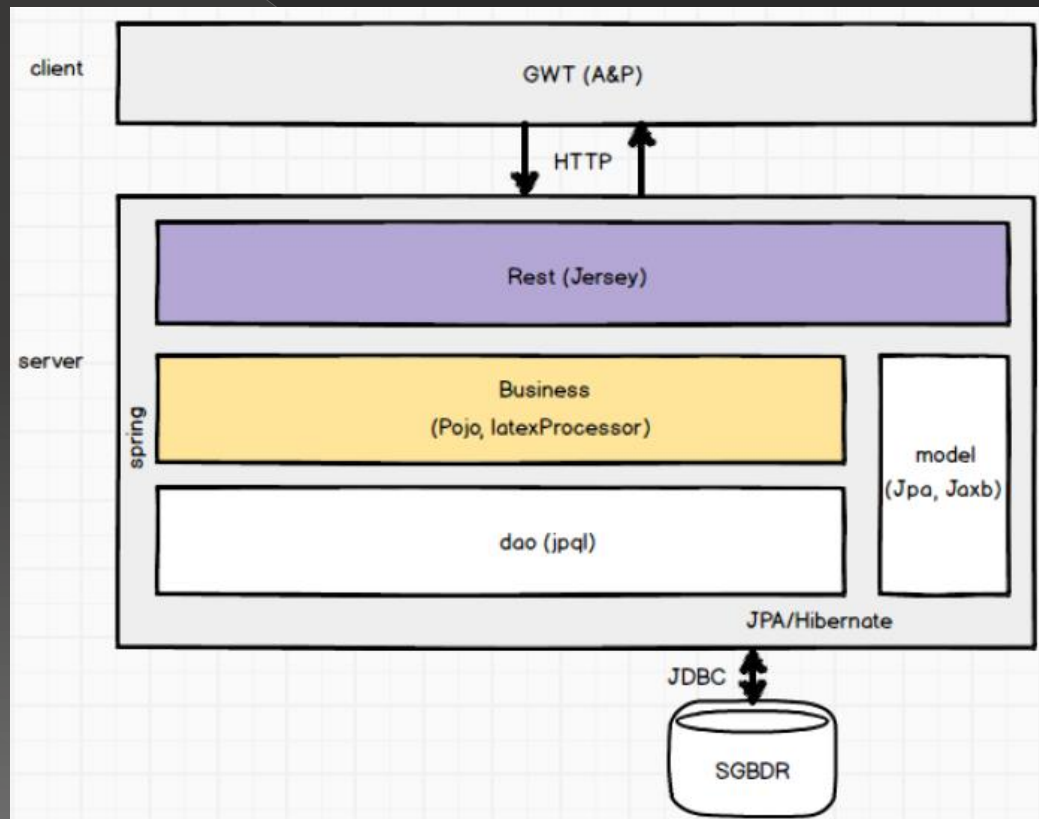 client
GWT (A&P)
HTTP
Rest (Jersey)
server
spring
Business
(Pojo, latexProcessor)
model
(Jpa, Jaxb)
dao (jpql)
JPA/Hibernate
JDBC
SGBDR